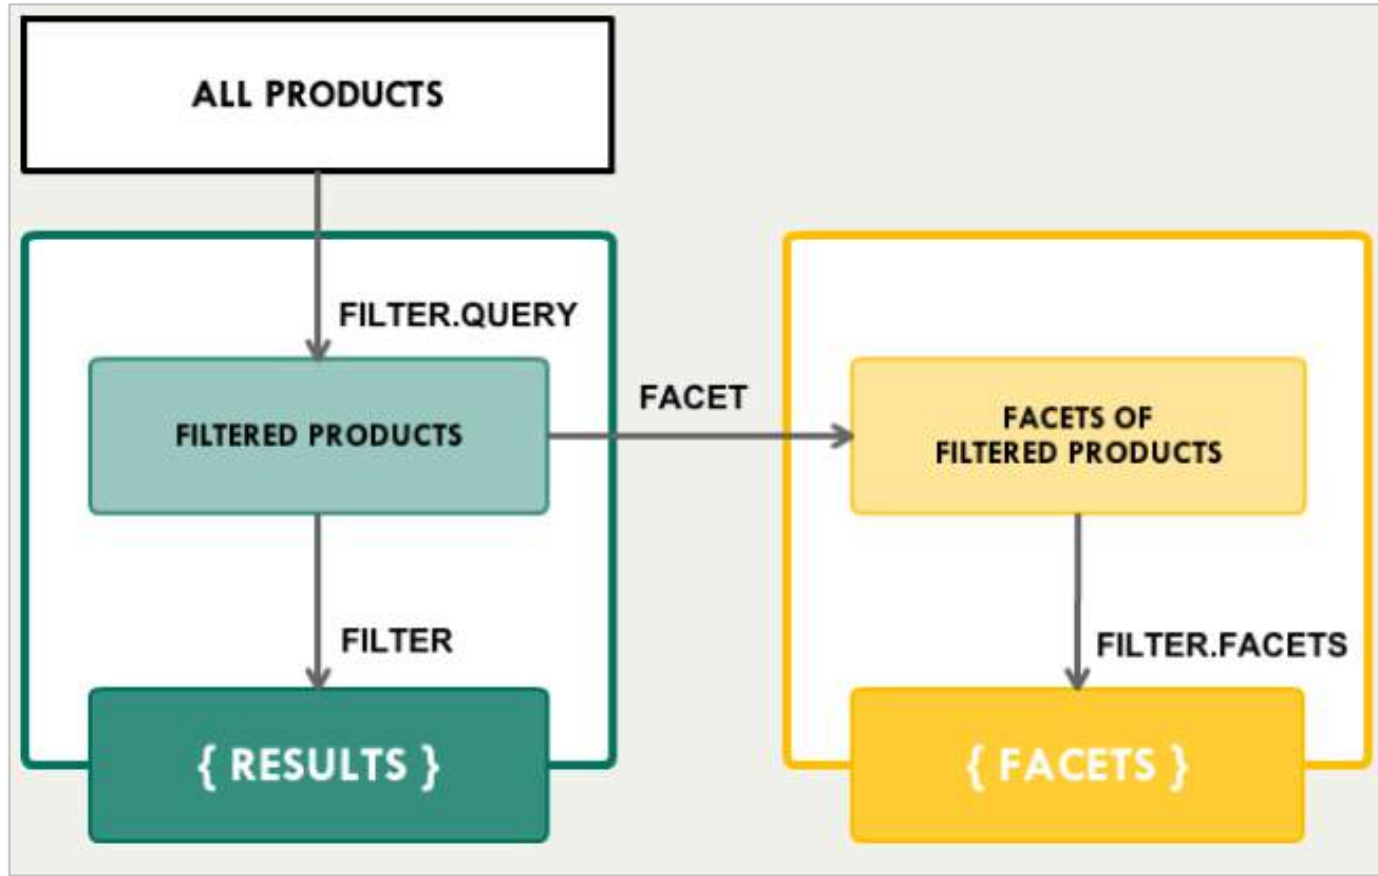 ALL PRODUCTS
FILTER.QUERY
FILTERED PRODUCTS
FACET
FACETS OF
FILTERED PRODUCTS
FILTER
FILTER.FACETS
{ RESULTS }
{ FACETS }